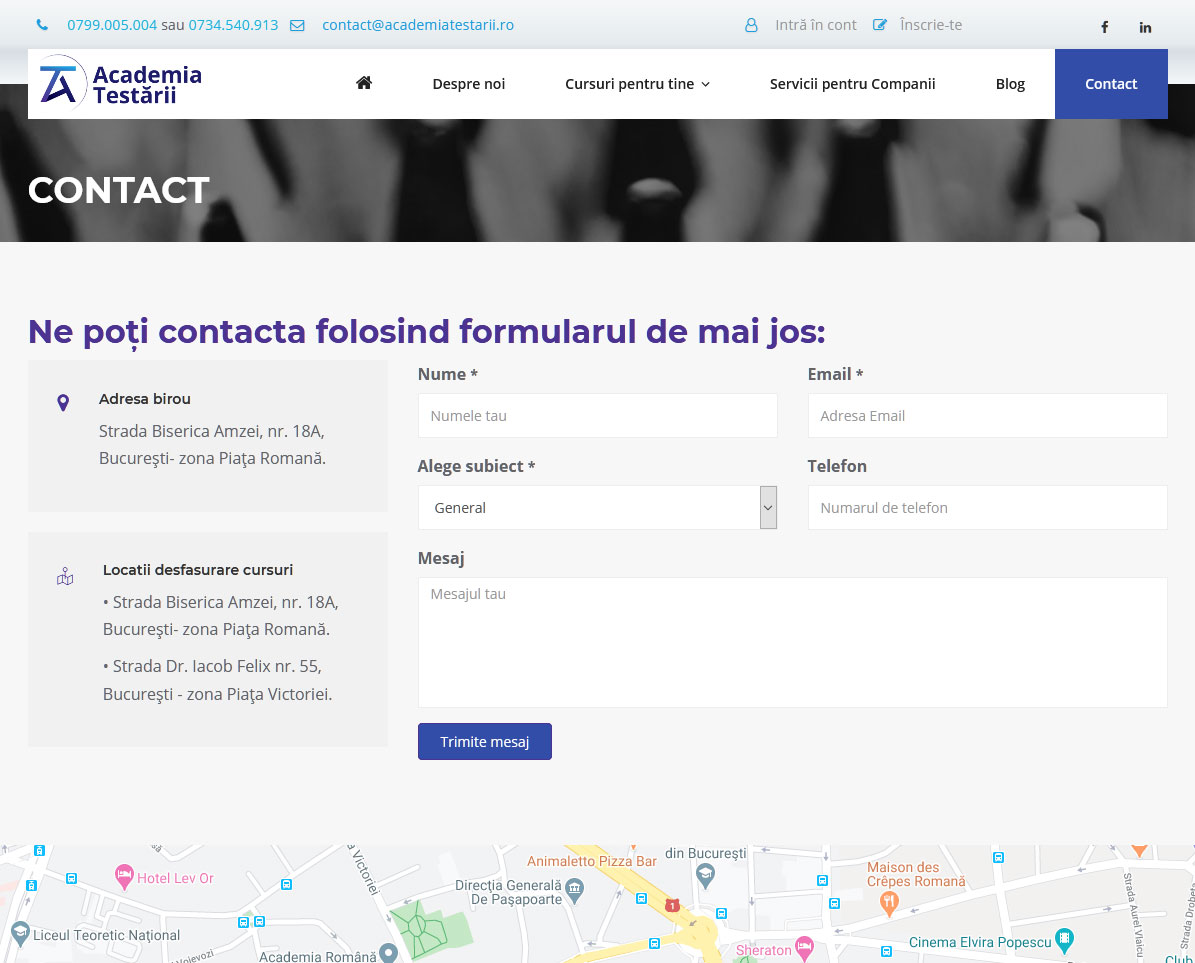 0799.005.004 sau 0734.540.913 contact@academiatestarii.ro Intră în cont Înscrie-te
Academia
Testării
Despre noi Cursuri pentru tine Servicii pentru Companii Blog Contact
CONTACT
Ne poți contacta folosind formularul de mai jos:
Adresa birou
Strada Biserica Amzei, nr. 18A,
Bucureşti- zona Piaţa Romană.
Locatii desfasurare cursuri
• Strada Biserica Amzei, nr. 18A,
Bucureşti- zona Piaţa Romană.
• Strada Dr. Iacob Felix nr. 55,
Bucureşti - zona Piaţa Victoriei.
Nume *
Numele tau
Email *
Adresa Email
Alege subiect *
General
Telefon
Numarul de telefon
Mesaj
Mesajul tau
Trimite mesaj
a Victoriei
Animaletto Pizza Bar
din Bucureşti
Maison des
Crêpes Romană
Hotel Lev Or
Direcţia Generală
De Paşapoarte
1
Strada Aurel Vlaicu
Strada Drobeta
Liceul Teoretic Naţional
Voievozi
Academia Română
Sheraton
Cinema Elvira Popescu
Club